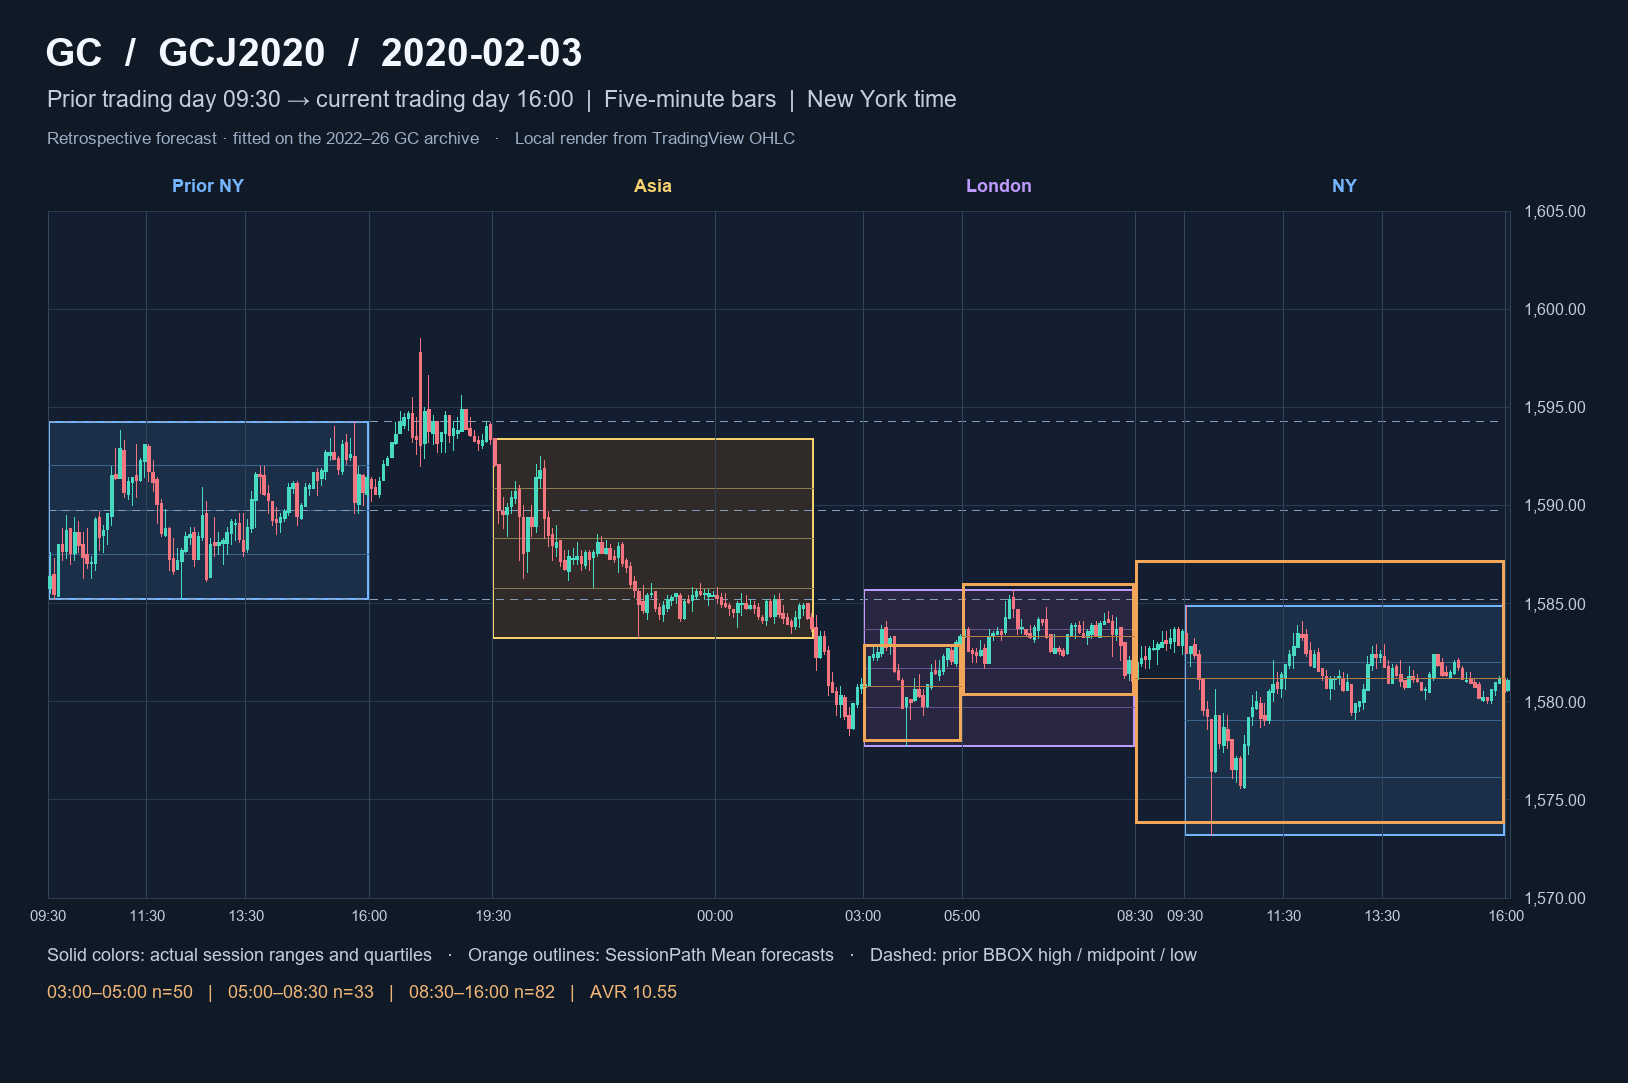 GC / GCJ2020 / 2020-02-03
Prior trading day 09:30 → current trading day 16:00 | Five-minute bars | New York time
Retrospective forecast · fitted on the 2022–26 GC archive · Local render from TradingView OHLC
Prior NY Asia London NY
1,605.00
1,600.00
1,595.00
1,590.00
1,585.00
1,580.00
1,575.00
1,570.00
09:30 11:30 13:30 16:00 19:30 00:00 03:00 05:00 08:30 09:30 11:30 13:30 16:00
Solid colors: actual session ranges and quartiles · Orange outlines: SessionPath Mean forecasts · Dashed: prior BBOX high / midpoint / low
03:00–05:00 n=50 | 05:00–08:30 n=33 | 08:30–16:00 n=82 | AVR 10.55